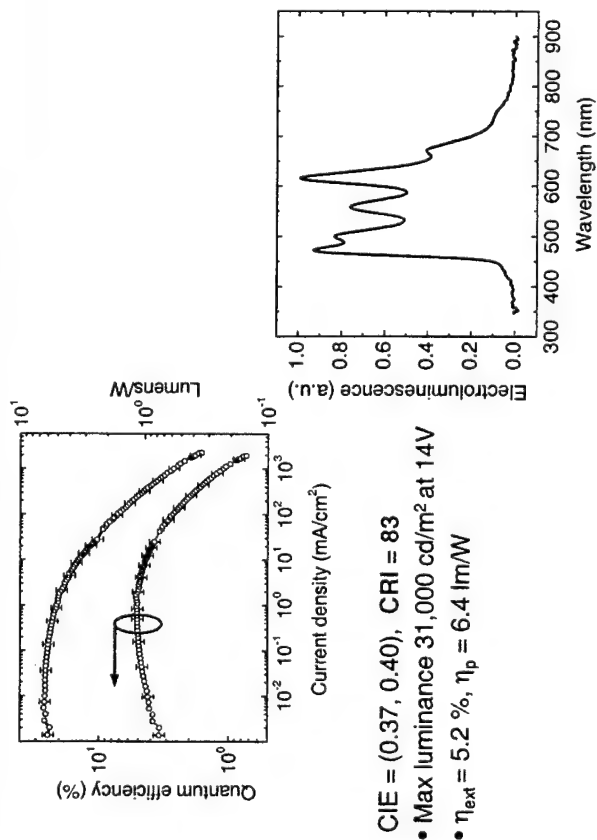 Quantum efficiency (%)
10¹
10⁰
10⁻² 10⁻¹ 10⁰ 10¹ 10² 10³
Current density (mA/cm²)
10¹
10⁰
10⁻¹
Lumens/W
CIE = (0.37, 0.40), CRI = 83
• Max luminance 31,000 cd/m² at 14V
• ηext = 5.2 %, ηp = 6.4 lm/W
Electroluminescence (a.u.)
1.0
0.8
0.6
0.4
0.2
0.0
300 400 500 600 700 800 900
Wavelength (nm)